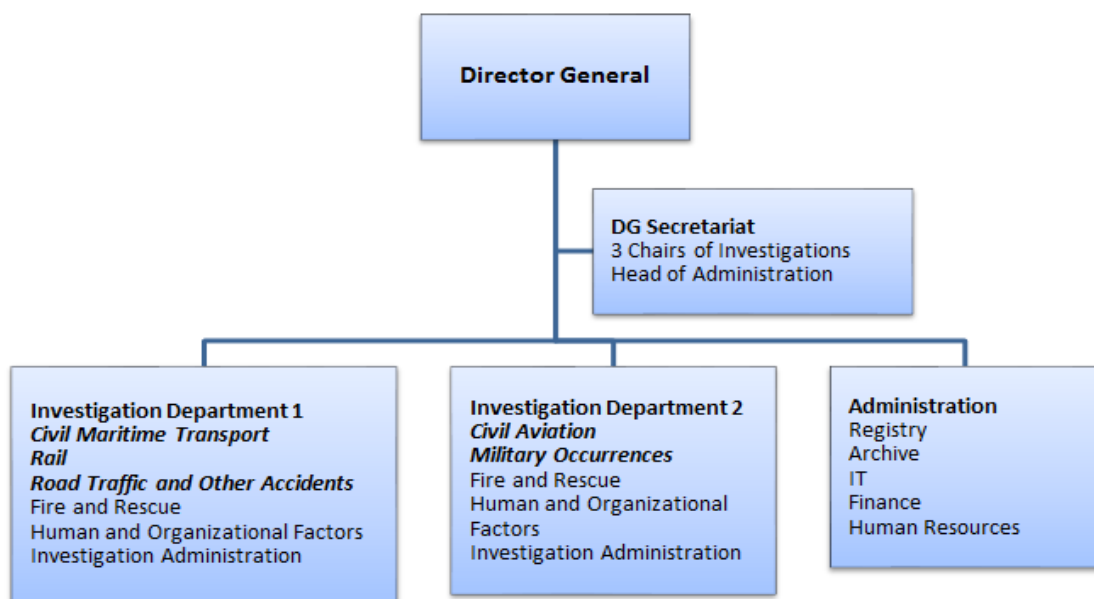 Director General
DG Secretariat
3 Chairs of Investigations
Head of Administration
Investigation Department 1
Civil Maritime Transport
Rail
Road Traffic and Other Accidents
Fire and Rescue
Human and Organizational Factors
Investigation Administration
Investigation Department 2
Civil Aviation
Military Occurrences
Fire and Rescue
Human and Organizational
Factors
Investigation Administration
Administration
Registry
Archive
IT
Finance
Human Resources